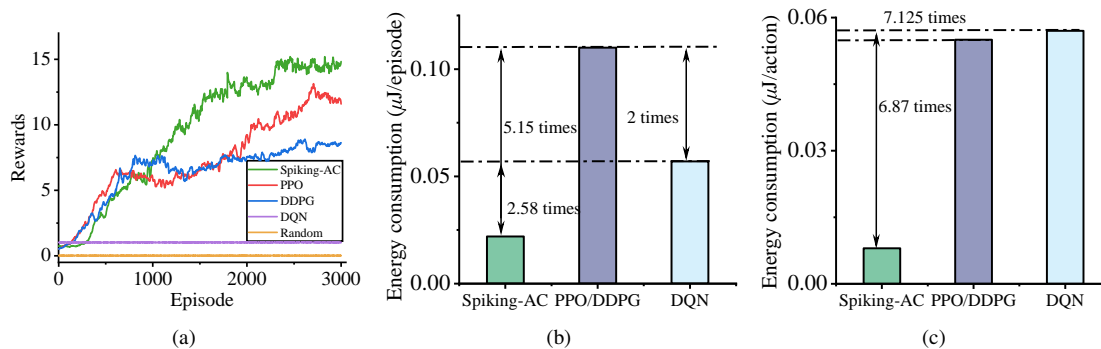 Rewards
15
10
5
0
0
1000
2000
3000
Episode
Spiking-AC
PPO
DDPG
DQN
Random
(a)
Energy consumption (μJ/episode)
0.10
0.05
0.00
5.15 times
2 times
2.58 times
Spiking-AC
PPO/DDPG
DQN
(b)
Energy consumption (μJ/action)
0.06
0.03
0.00
7.125 times
6.87 times
Spiking-AC
PPO/DDPG
DQN
(c)